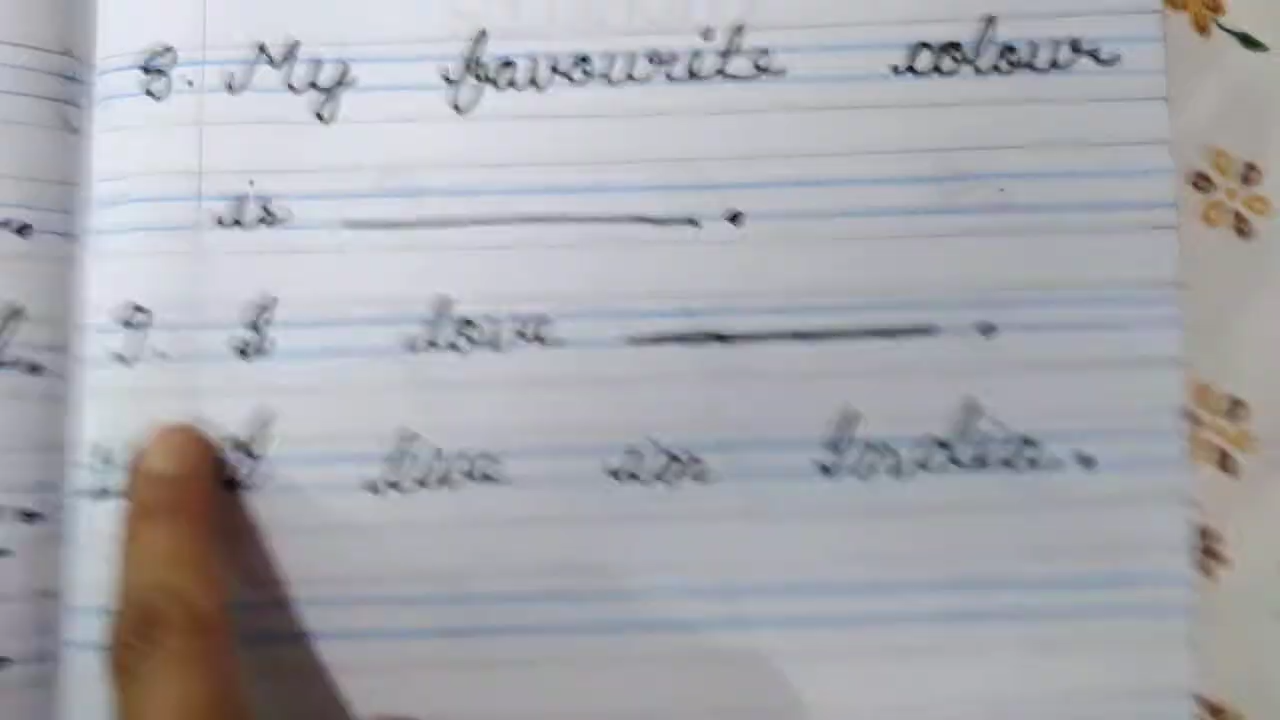 8. My favourite colour
is ________.
9. I love ________.
I live in India.